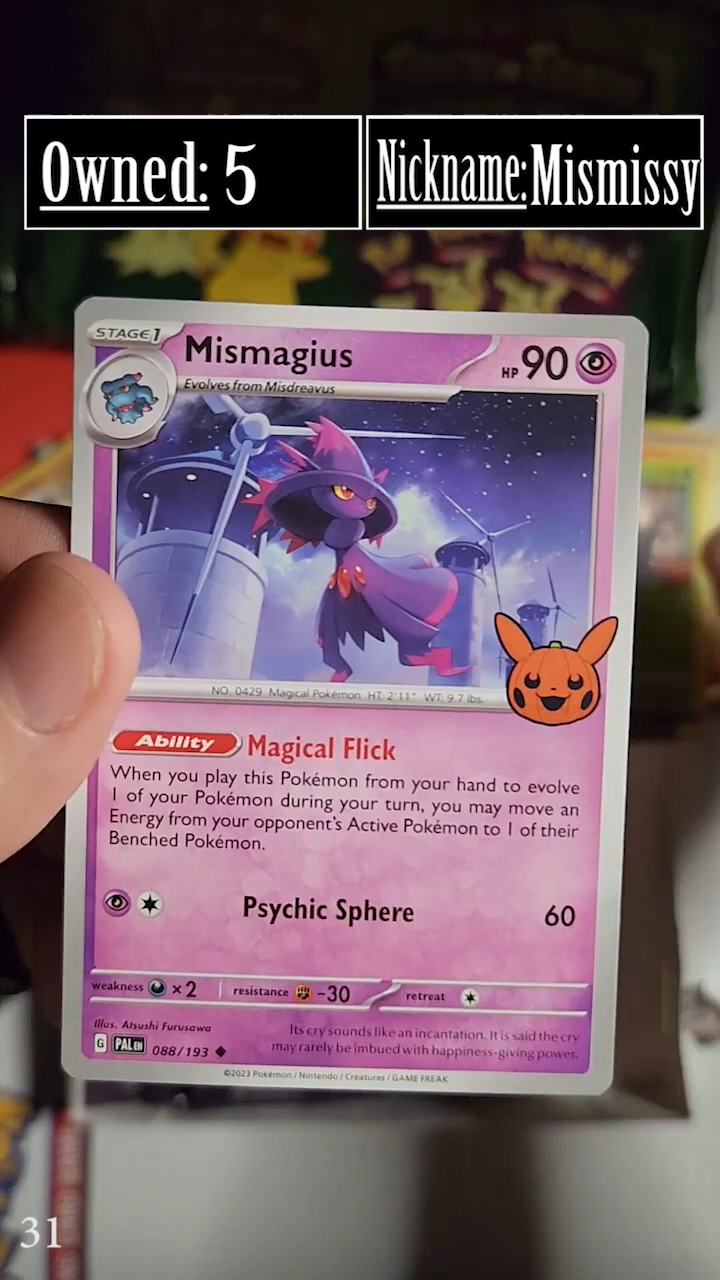 Owned: 5
Nickname: Mismissy
STAGE 1
Mismagius
HP 90
Evolves from Misdreavus
NO. 0429 Magical Pokémon HT: 2'11" WT: 9.7 lbs.
Ability Magical Flick
When you play this Pokémon from your hand to evolve
1 of your Pokémon during your turn, you may move an
Energy from your opponent's Active Pokémon to 1 of their
Benched Pokémon.
Psychic Sphere 60
weakness ×2 resistance -30 retreat
Illus. Atsushi Furusawa
G PAL EN 088/193
Its cry sounds like an incantation. It is said the cry
may rarely be imbued with happiness-giving power.
©2023 Pokémon / Nintendo / Creatures / GAME FREAK
31